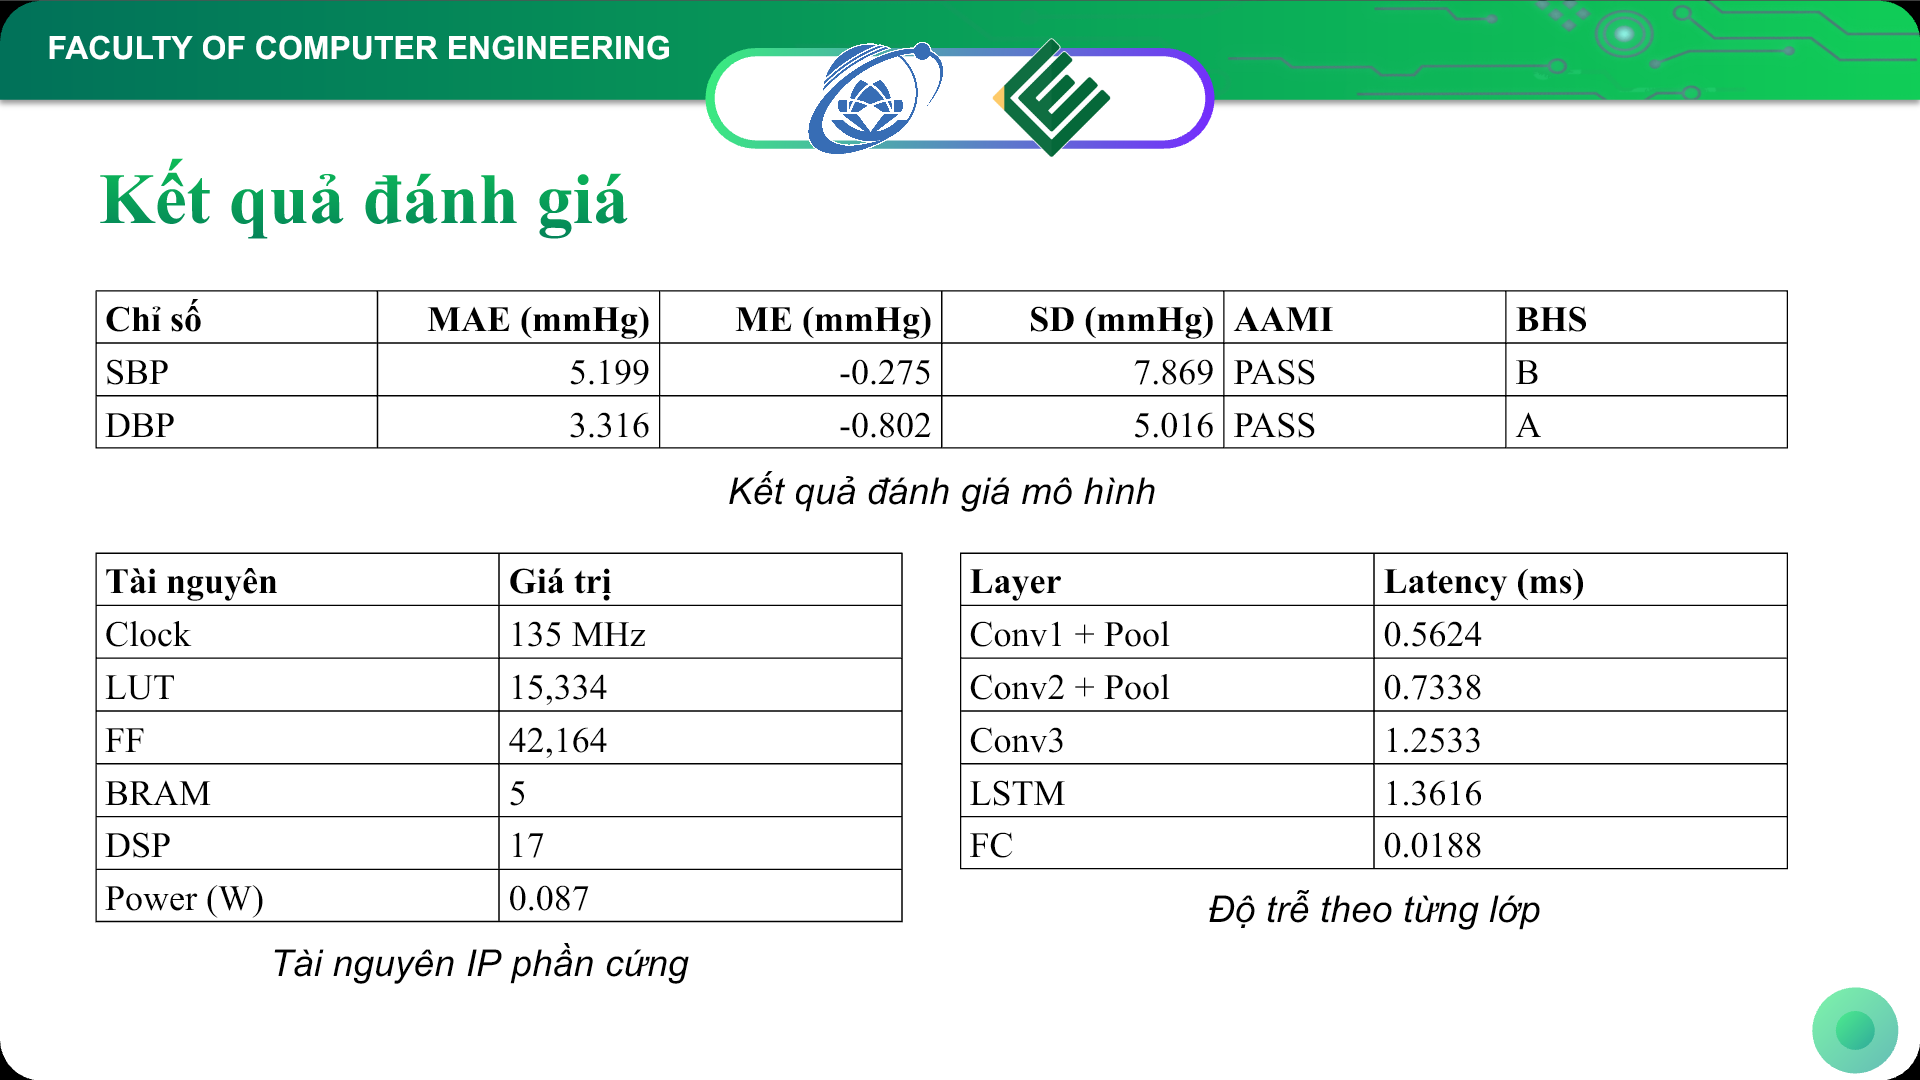 FACULTY OF COMPUTER ENGINEERING
Kết quả đánh giá
Chỉ số MAE (mmHg) ME (mmHg) SD (mmHg) AAMI BHS
SBP 5.199 -0.275 7.869 PASS B
DBP 3.316 -0.802 5.016 PASS A
Kết quả đánh giá mô hình
Tài nguyên Giá trị
Clock 135 MHz
LUT 15,334
FF 42,164
BRAM 5
DSP 17
Power (W) 0.087
Tài nguyên IP phần cứng
Layer Latency (ms)
Conv1 + Pool 0.5624
Conv2 + Pool 0.7338
Conv3 1.2533
LSTM 1.3616
FC 0.0188
Độ trễ theo từng lớp